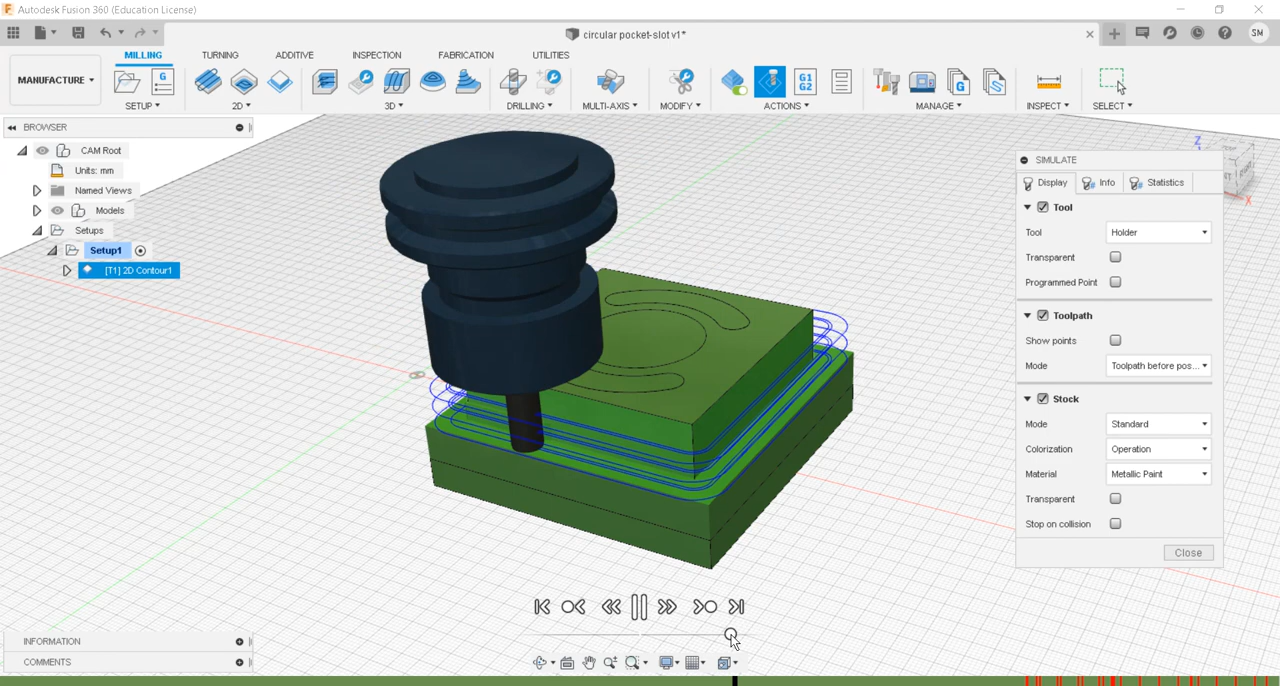 Autodesk Fusion 360 (Education License)
circular pocket-slot v1*
SM
MILLING TURNING ADDITIVE INSPECTION FABRICATION UTILITIES
MANUFACTURE
G
G1
G2
G
SETUP 2D 3D DRILLING MULTI-AXIS MODIFY ACTIONS MANAGE INSPECT SELECT
BROWSER
CAM Root
Units: mm
Named Views
Models
Setups
Setup1
[T1] 2D Contour1
Z
X
SIMULATE
Display Info Statistics
Tool
Tool Holder
Transparent
Programmed Point
Toolpath
Show points
Mode Toolpath before pos...
Stock
Mode Standard
Colorization Operation
Material Metallic Paint
Transparent
Stop on collision
Close
INFORMATION
COMMENTS